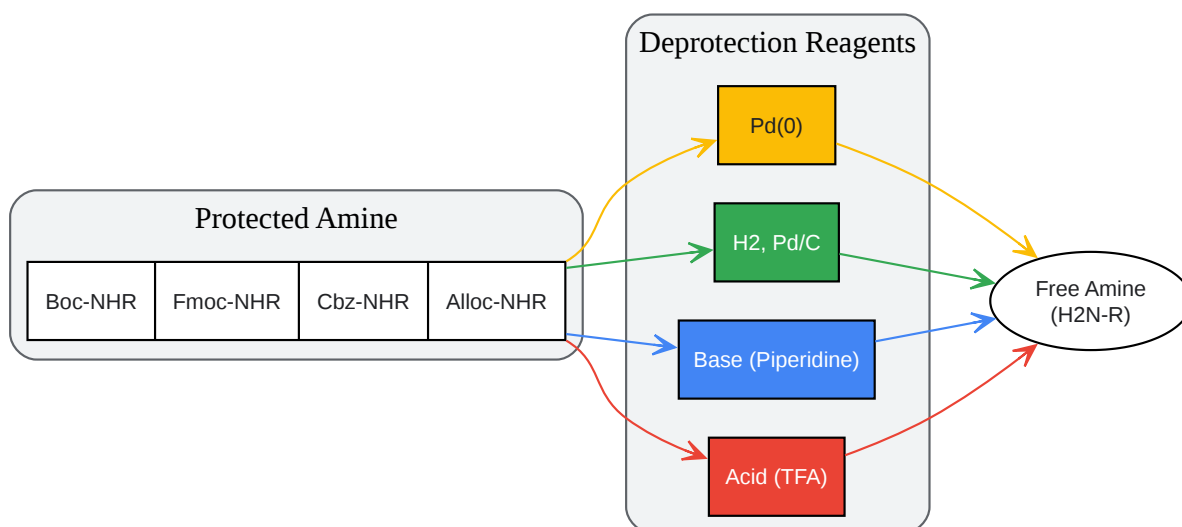 Deprotection Reagents
Pd(0)
Protected Amine
H2, Pd/C
Boc-NHR
Fmoc-NHR
Cbz-NHR
Alloc-NHR
Free Amine
(H2N-R)
Base (Piperidine)
Acid (TFA)